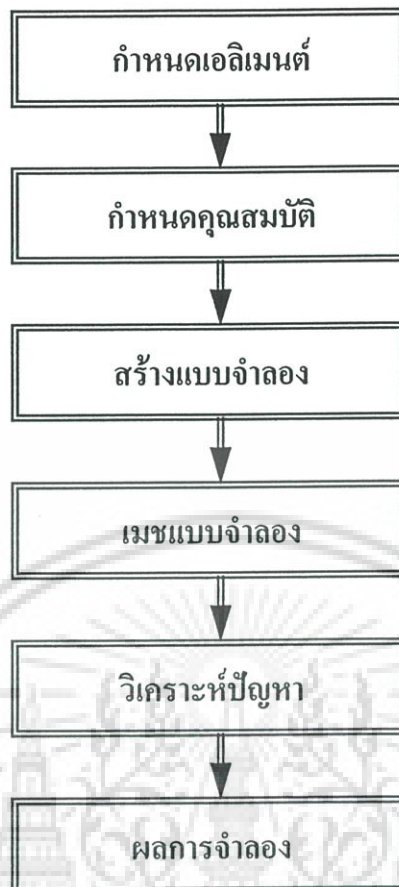 กำหนดเอลิเมนต์
กำหนดคุณสมบัติ
สร้างแบบจำลอง
เมชแบบจำลอง
วิเคราะห์ปัญหา
ผลการจำลอง